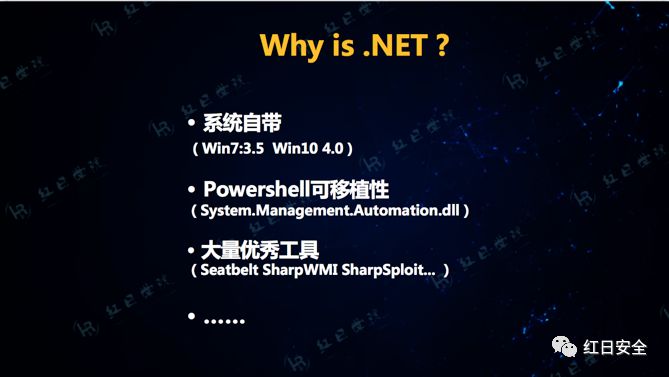 Why is .NET ?
• 系统自带
（Win7:3.5 Win10 4.0）
• Powershell可移植性
（System.Management.Automation.dll）
• 大量优秀工具
（Seatbelt SharpWMI SharpSploit... ）
• ......
红日安全